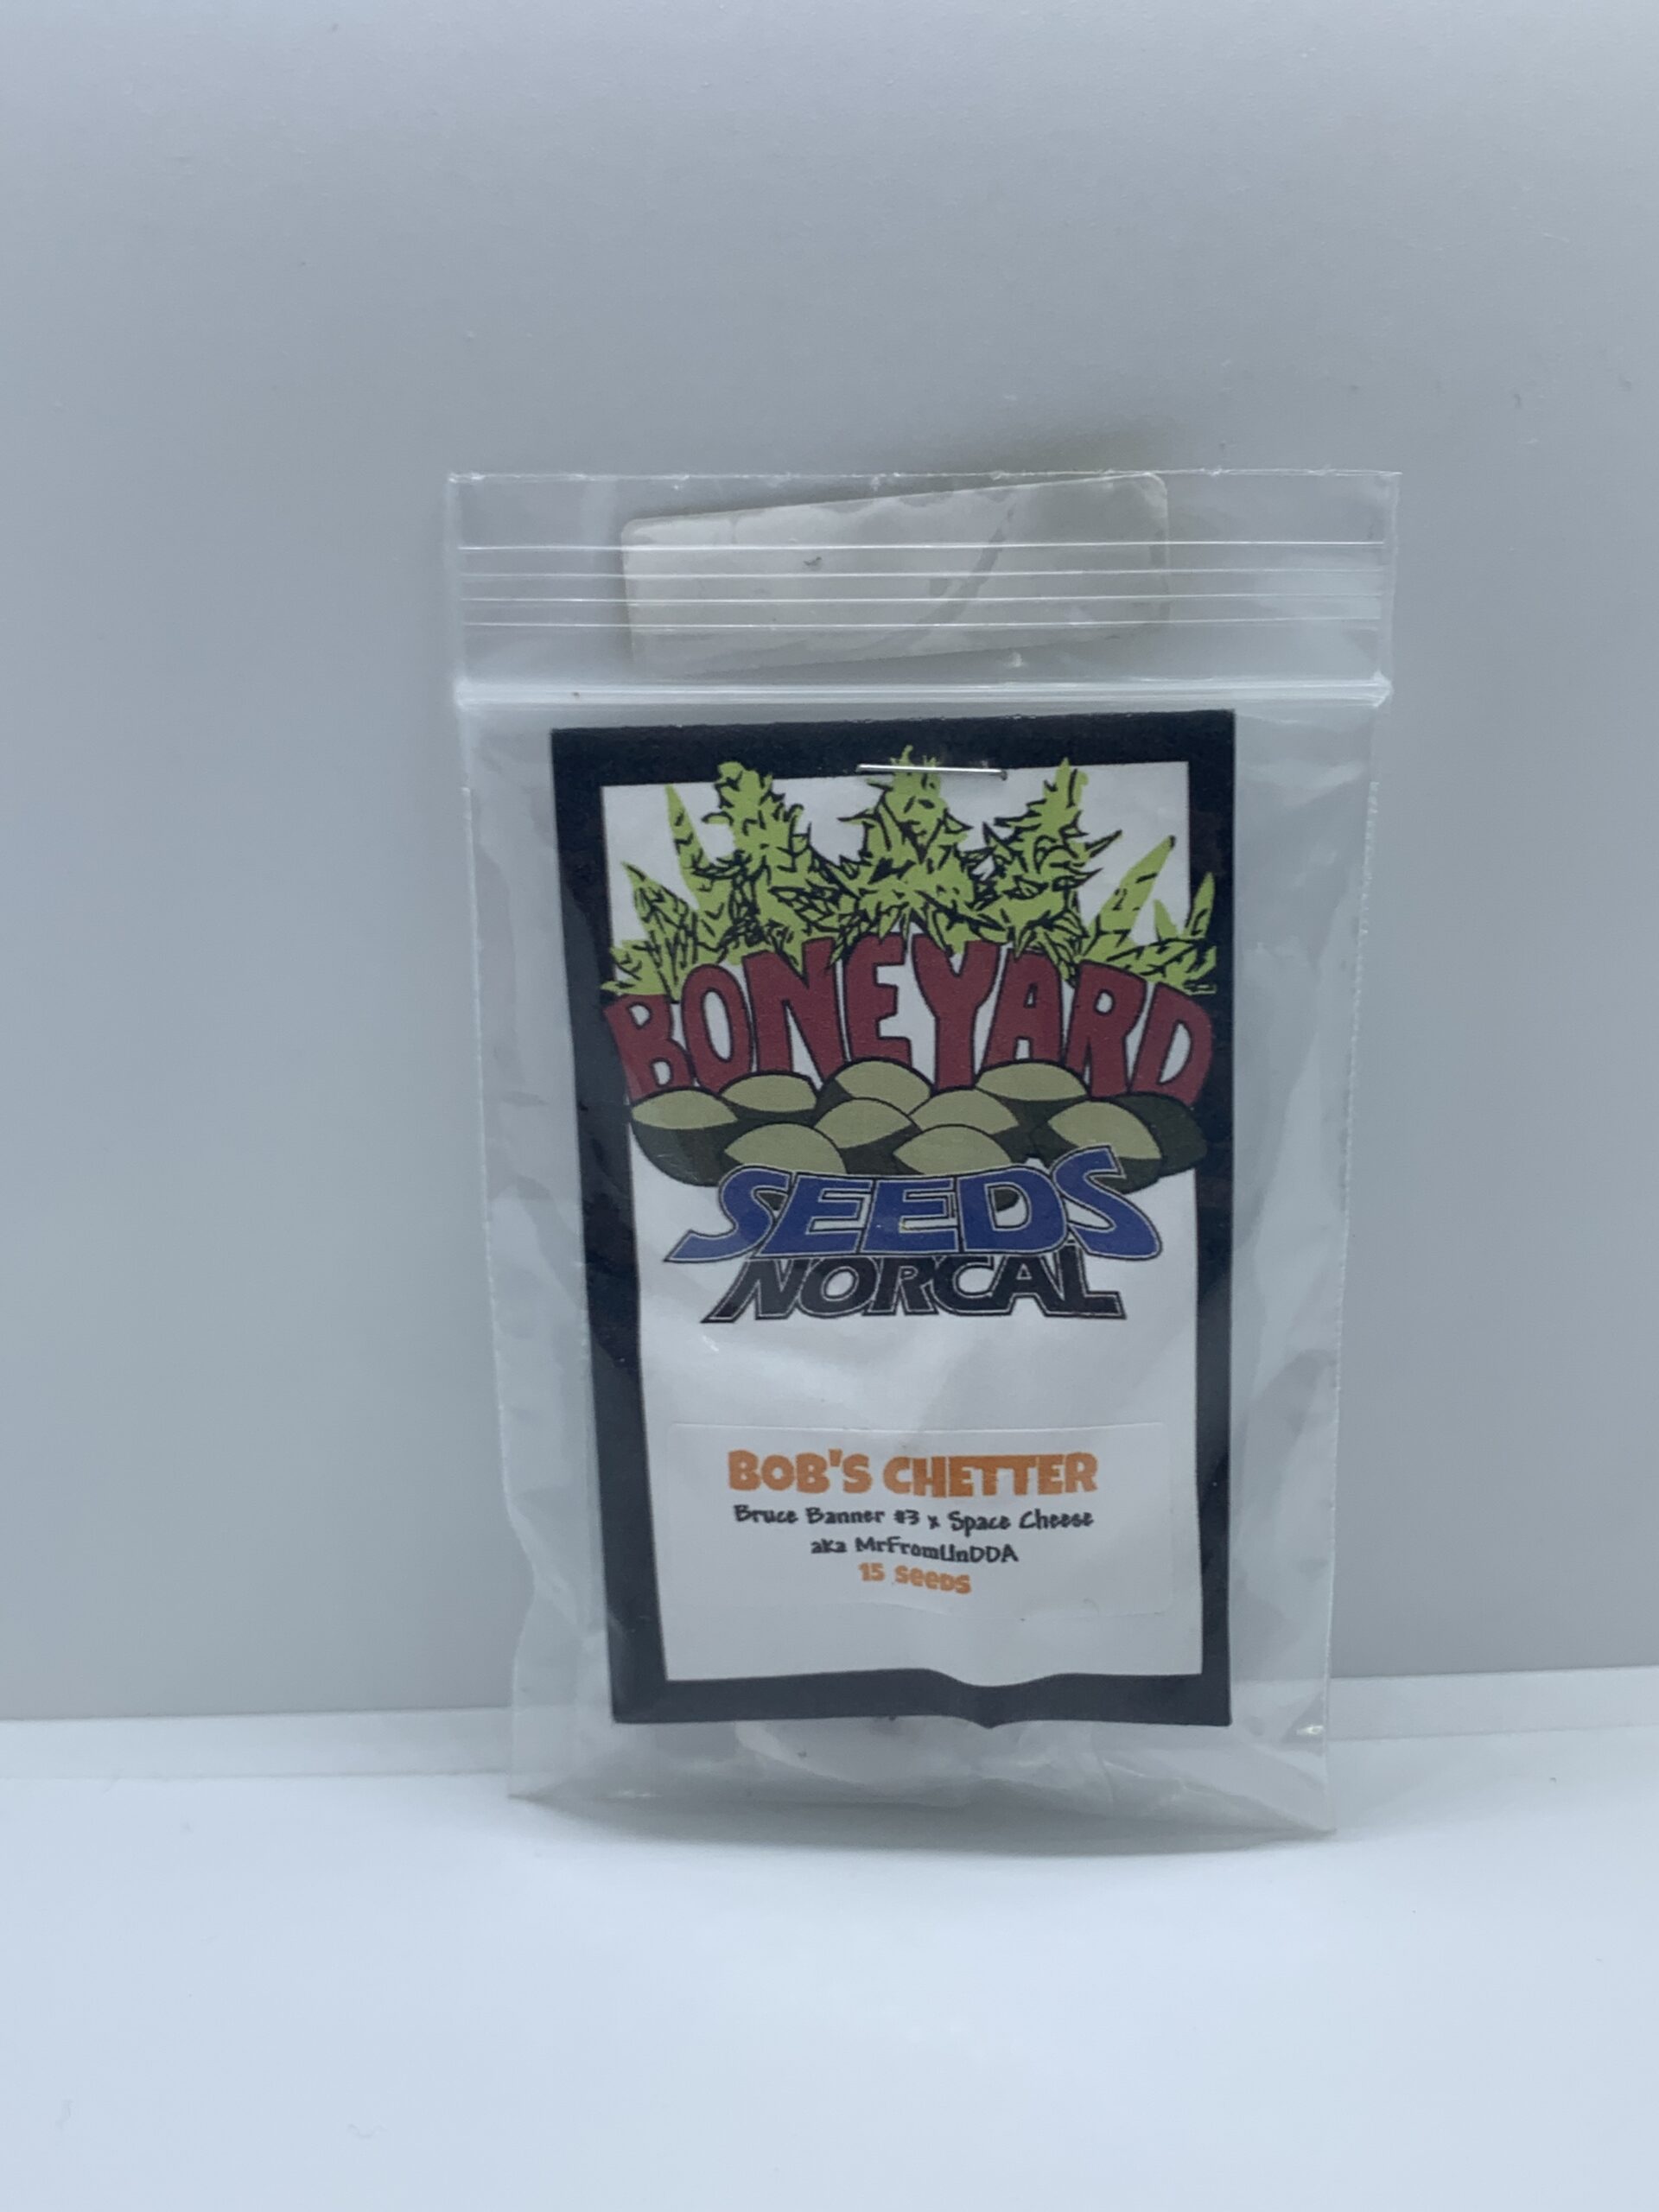 BONEYARD
SEEDS
NORCAL
BOB'S CHETTER
Bruce Banner #3 x Space Cheese
aka MrFromUnDDA
15 SeeDS